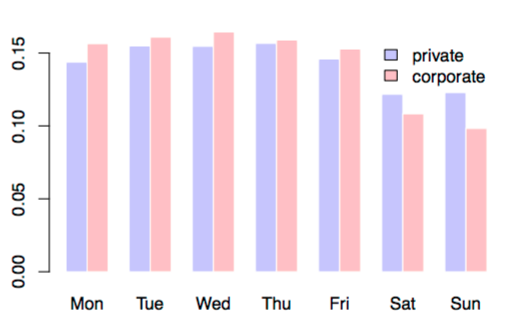 private
corporate
0.15
0.10
0.05
0.00
Mon Tue Wed Thu Fri Sat Sun